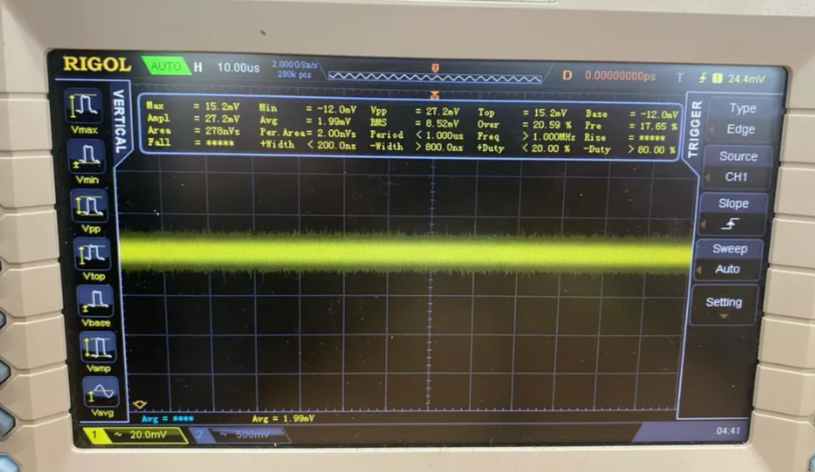 RIGOL AUTO H 10.00us 2.000GSa/s 280k pts D 0.00000000ps T 1 24.4mV
Max = 15.2mV Min = -12.0mV Vpp = 27.2mV Top = 15.2mV Base = -12.0mV
Ampl = 27.2mV Avg = 1.99mV RMS = 8.52mV Over = 20.59 % Pre = 17.65 %
Area = 278nVs Per.Area= 2.00nVs Period < 1.000us Freq > 1.000MHz Rise = *****
Fall = ***** +Width < 200.0ns -Width > 800.0ns +Duty < 20.00 % -Duty > 80.00 %
VERTICAL
Vmax
Vmin
Vpp
Vtop
Vbase
Vamp
Vavg
TRIGGER
Type
Edge
Source
CH1
Slope
Sweep
Auto
Setting
Avg = **** Avg = 1.99mV
1 ~ 20.0mV 2 ~ 500mV 04:41